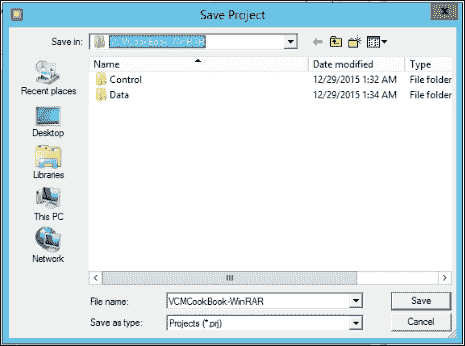 Save Project
Save in: VCMCookBook-WinRAR
Name Date modified Type
Control 12/29/2015 1:32 AM File folder
Data 12/29/2015 1:34 AM File folder
Recent places
Desktop
Libraries
This PC
Network
File name: VCMCookBook-WinRAR Save
Save as type: Projects (*.prj) Cancel